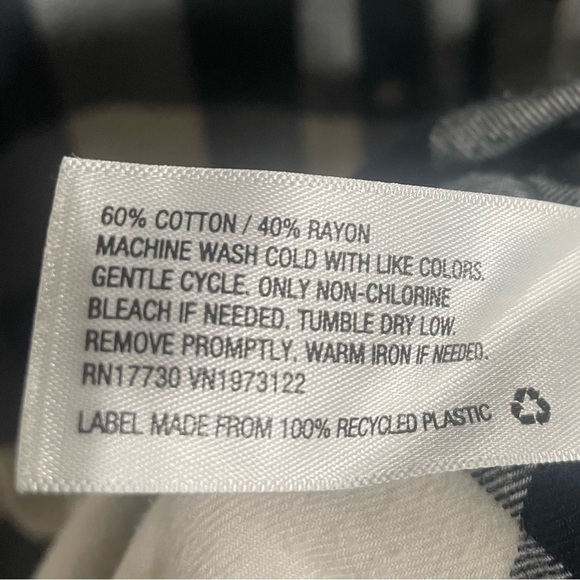 60% COTTON / 40% RAYON
MACHINE WASH COLD WITH LIKE COLORS.
GENTLE CYCLE. ONLY NON-CHLORINE
BLEACH IF NEEDED. TUMBLE DRY LOW.
REMOVE PROMPTLY. WARM IRON IF NEEDED.
RN17730 VN1973122
LABEL MADE FROM 100% RECYCLED PLASTIC